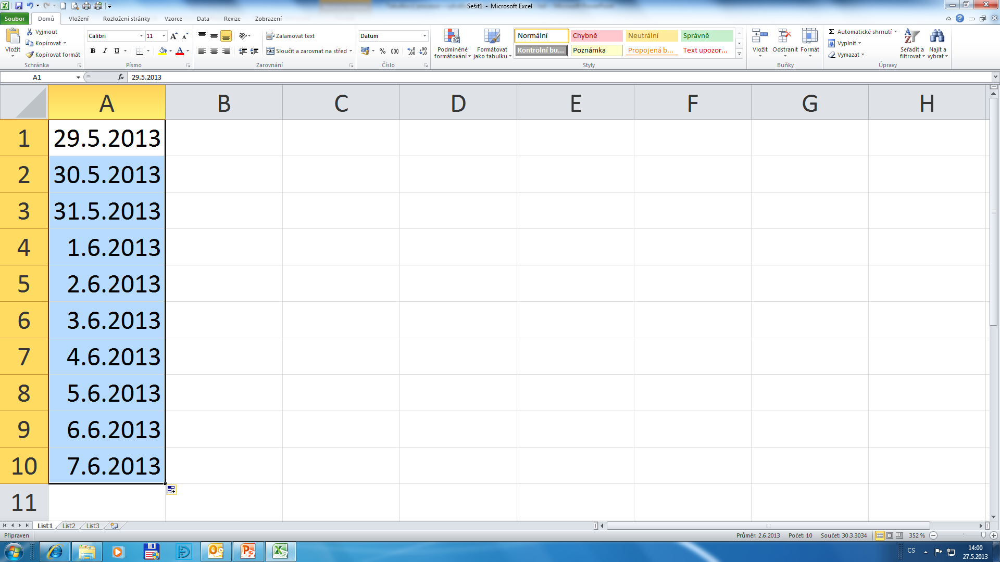 Sešit1 - Microsoft Excel
Soubor Domů Vložení Rozložení stránky Vzorce Data Revize Zobrazení
Vložit
Vyjmout
Kopírovat
Kopírovat formát
Schránka
Calibri 11
B I U
Písmo
Zalamovat text
Sloučit a zarovnat na střed
Zarovnání
Datum
% 000
Číslo
Podmíněné formátování
Formátovat jako tabulku
Normální Chybně Neutrální Správně
Kontrolní bu... Poznámka Propojená b... Text upozor...
Styly
Vložit Odstranit Formát
Buňky
Σ Automatické shrnutí
Vyplnit
Vymazat
Seřadit a filtrovat
Najít a vybrat
Úpravy
A1 fx 29.5.2013
A B C D E F G H
1 29.5.2013
2 30.5.2013
3 31.5.2013
4 1.6.2013
5 2.6.2013
6 3.6.2013
7 4.6.2013
8 5.6.2013
9 6.6.2013
10 7.6.2013
11
List1 List2 List3
Připraven Průměr: 2.6.2013 Počet: 10 Součet: 30.3.3034 352 %
CS 14:00
27.5.2013